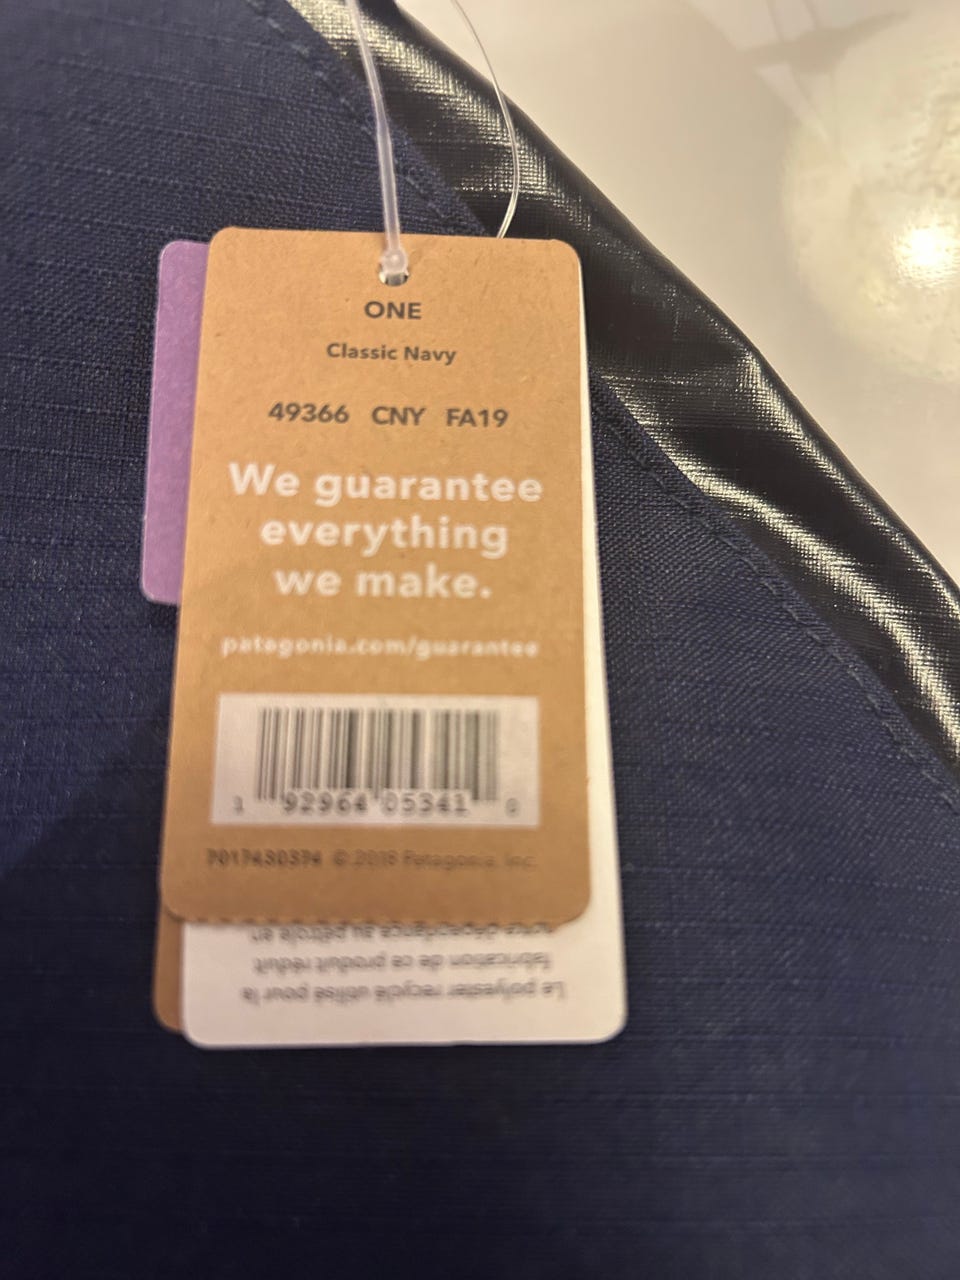 ONE
Classic Navy
49366 CNY FA19
We guarantee
everything
we make.
patagonia.com/guarantee
1 92964 05341 0
7017430374 © 2018 Patagonia, Inc.
Le polyester recyclé utilisé pour la
fabrication de ce produit réduit
notre dépendance au pétrole en